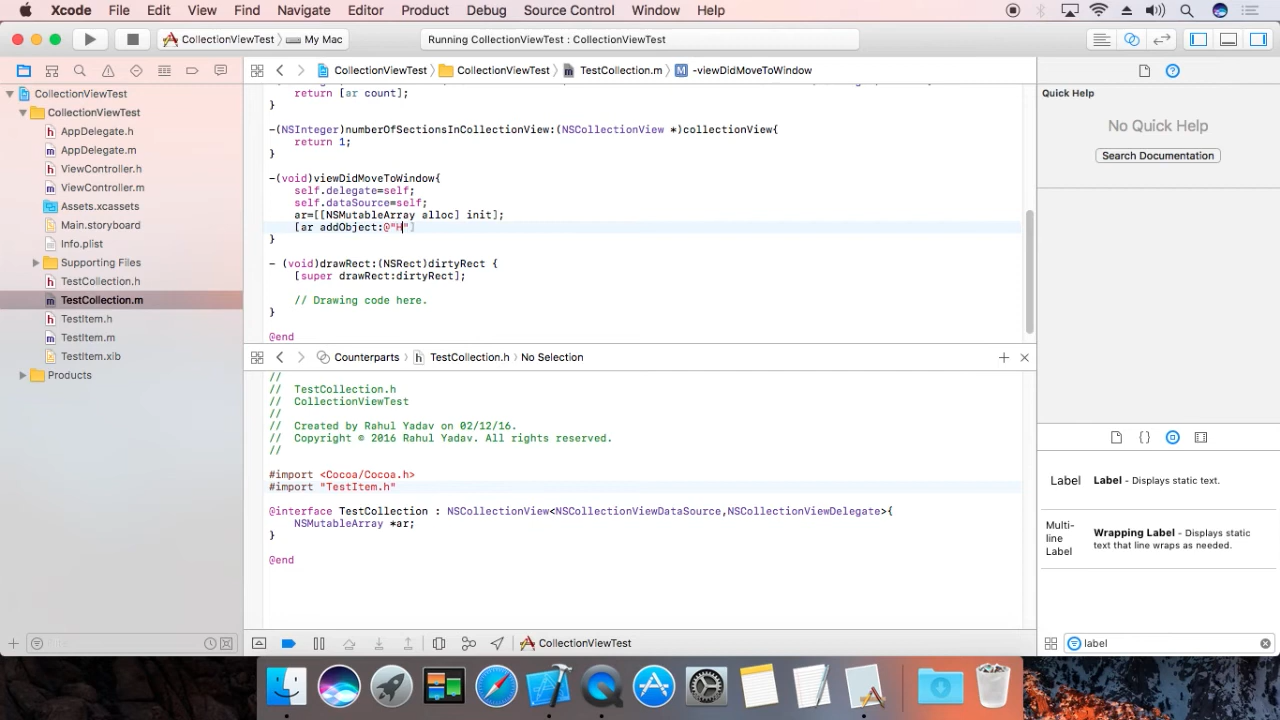 Xcode File Edit View Find Navigate Editor Product Debug Source Control Window Help
CollectionViewTest My Mac
Running CollectionViewTest : CollectionViewTest
CollectionViewTest CollectionViewTest TestCollection.m M -viewDidMoveToWindow
CollectionViewTest
CollectionViewTest
AppDelegate.h
AppDelegate.m
ViewController.h
ViewController.m
Assets.xcassets
Main.storyboard
Info.plist
Supporting Files
TestCollection.h
TestCollection.m
TestItem.h
TestItem.m
TestItem.xib
Products
return [ar count];
}
-(NSInteger)numberOfSectionsInCollectionView:(NSCollectionView *)collectionView{
return 1;
}
-(void)viewDidMoveToWindow{
self.delegate=self;
self.dataSource=self;
ar=[[NSMutableArray alloc] init];
[ar addObject:@"H"]
}
- (void)drawRect:(NSRect)dirtyRect {
[super drawRect:dirtyRect];
// Drawing code here.
}
@end
Counterparts TestCollection.h No Selection
//
// TestCollection.h
// CollectionViewTest
//
// Created by Rahul Yadav on 02/12/16.
// Copyright © 2016 Rahul Yadav. All rights reserved.
//
#import <Cocoa/Cocoa.h>
#import "TestItem.h"
@interface TestCollection : NSCollectionView<NSCollectionViewDataSource,NSCollectionViewDelegate>{
NSMutableArray *ar;
}
@end
CollectionViewTest
Quick Help
No Quick Help
Search Documentation
Label Label - Displays static text.
Multi-line Label Wrapping Label - Displays static text that line wraps as needed.
label